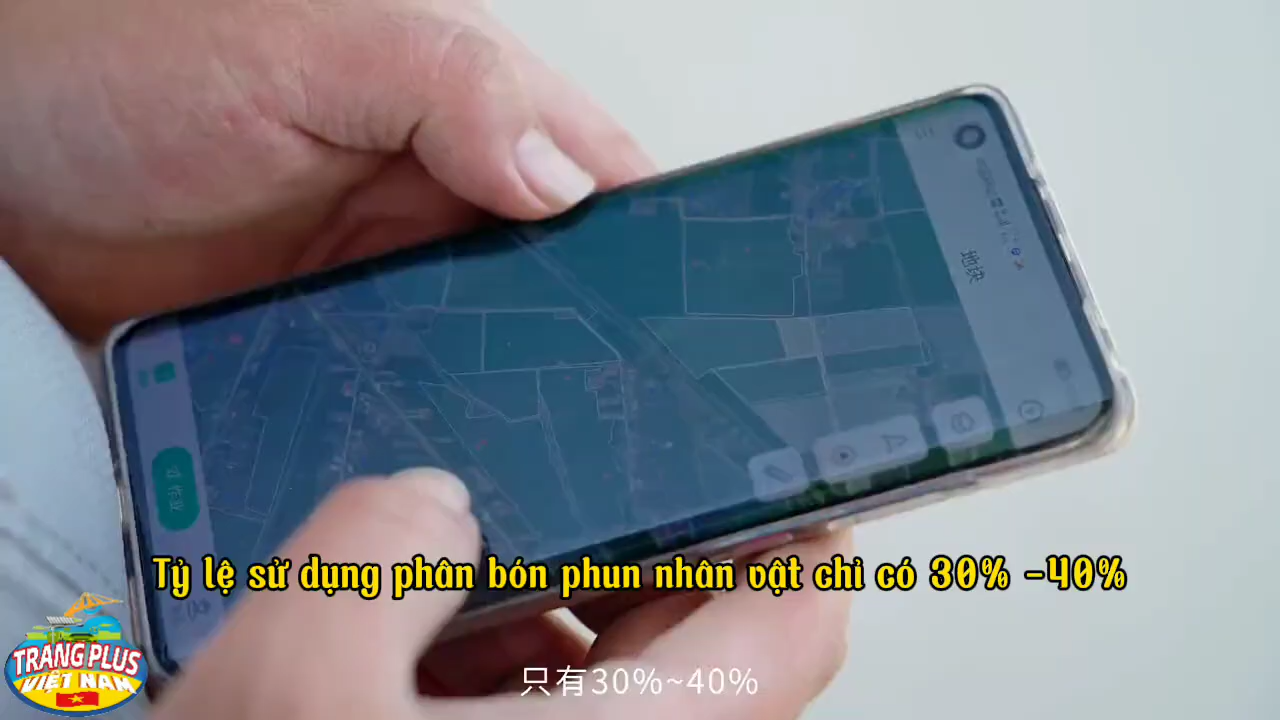 地块
Tỷ lệ sử dụng phân bón phun nhân vật chỉ có 30% -40%
TRANG PLUS
VIỆT NAM
只有30%~40%